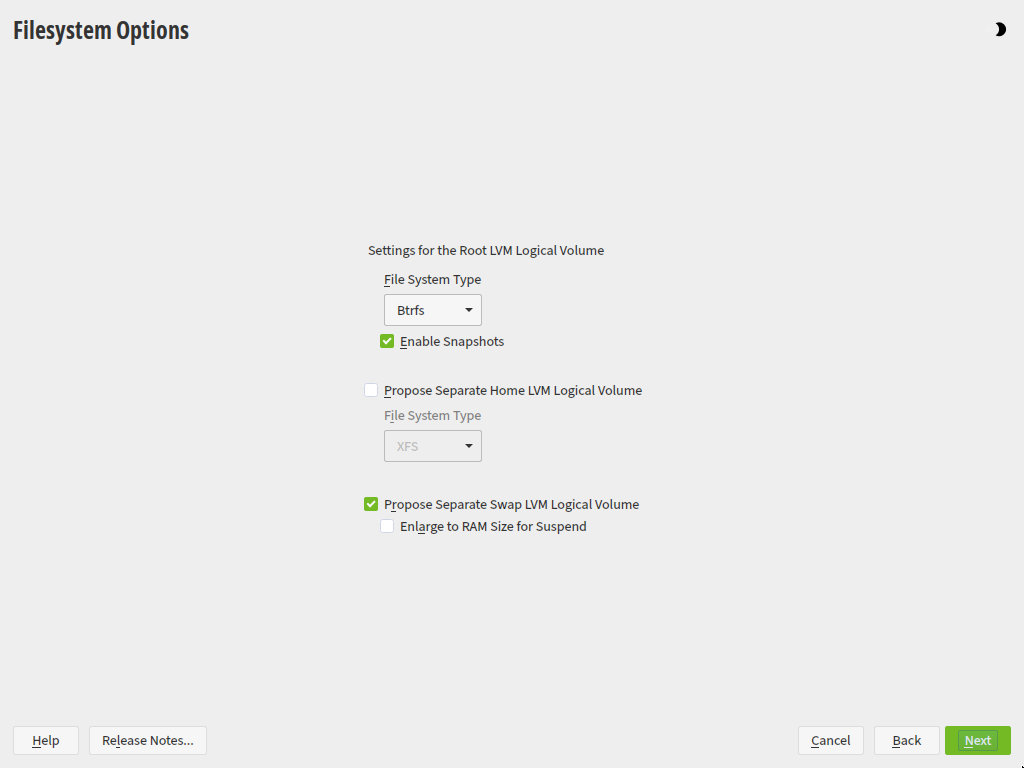 Filesystem Options
Settings for the Root LVM Logical Volume
File System Type
Btrfs
Enable Snapshots
Propose Separate Home LVM Logical Volume
File System Type
XFS
Propose Separate Swap LVM Logical Volume
Enlarge to RAM Size for Suspend
Help Release Notes... Cancel Back Next